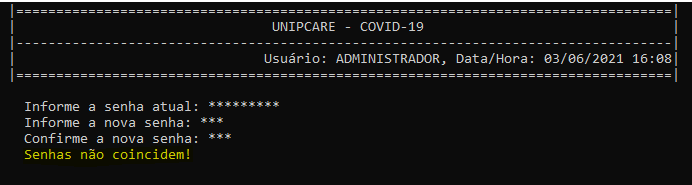 |==================================================================================|
UNIPCARE - COVID-19
|----------------------------------------------------------------------------------|
Usuário: ADMINISTRADOR, Data/Hora: 03/06/2021 16:08
|==================================================================================|
Informe a senha atual: *********
Informe a nova senha: ***
Confirme a nova senha: ***
Senhas não coincidem!